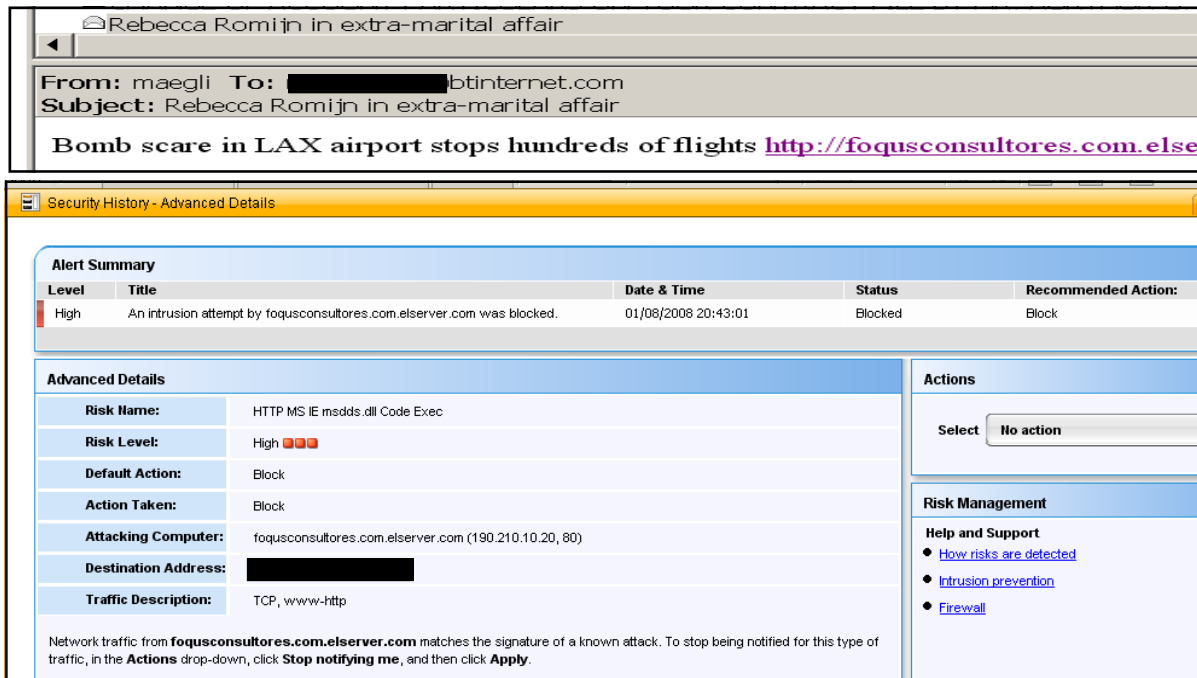 Rebecca Romijn in extra-marital affair
From: maegli To: btinternet.com
Subject: Rebecca Romijn in extra-marital affair
Bomb scare in LAX airport stops hundreds of flights http://foqusconsultores.com.else
Security History - Advanced Details
Alert Summary
Level Title Date & Time Status Recommended Action:
High An intrusion attempt by foqusconsultores.com.elserver.com was blocked. 01/08/2008 20:43:01 Blocked Block
Advanced Details
Risk Name: HTTP MS IE msdds.dll Code Exec
Risk Level: High
Default Action: Block
Action Taken: Block
Attacking Computer: foqusconsultores.com.elserver.com (190.210.10.20, 80)
Destination Address:
Traffic Description: TCP, www-http
Network traffic from foqusconsultores.com.elserver.com matches the signature of a known attack. To stop being notified for this type of
traffic, in the Actions drop-down, click Stop notifying me, and then click Apply.
Actions
Select No action
Risk Management
Help and Support
How risks are detected
Intrusion prevention
Firewall